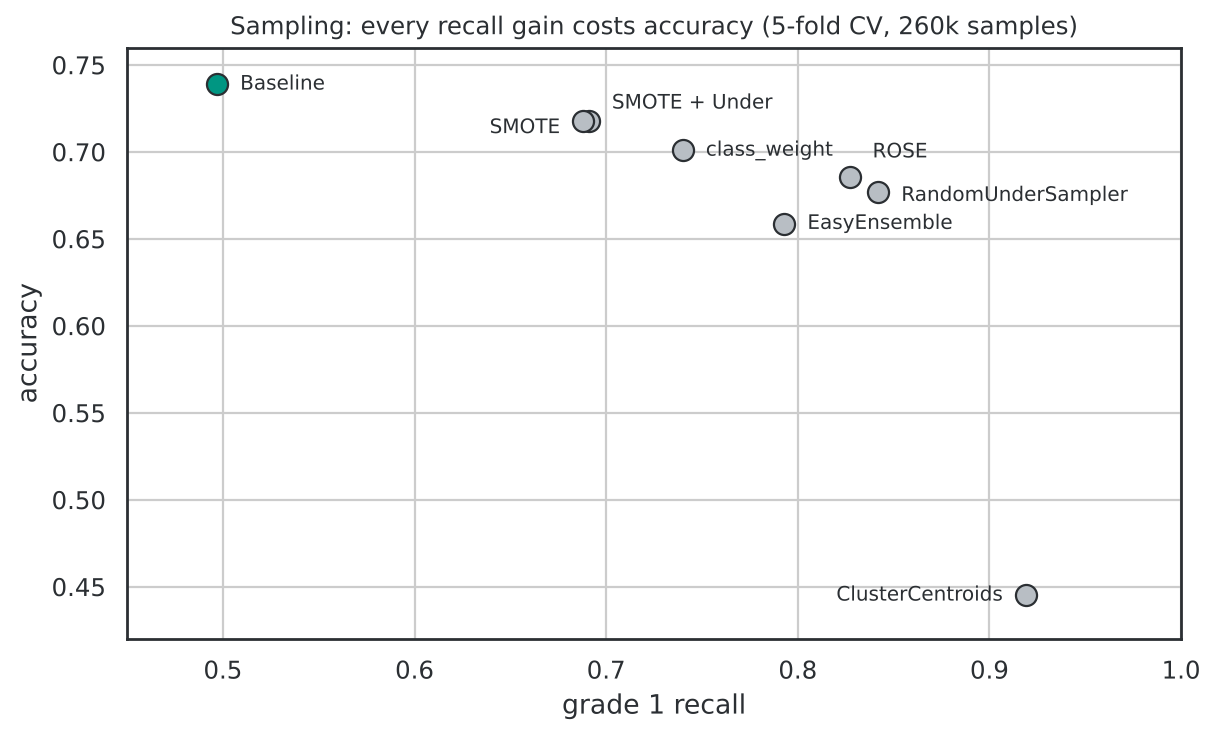 Sampling: every recall gain costs accuracy (5-fold CV, 260k samples)
0.75
0.70
0.65
0.60
0.55
0.50
0.45
accuracy
Baseline
SMOTE + Under
SMOTE
class_weight
ROSE
RandomUnderSampler
EasyEnsemble
ClusterCentroids
0.5 0.6 0.7 0.8 0.9 1.0
grade 1 recall